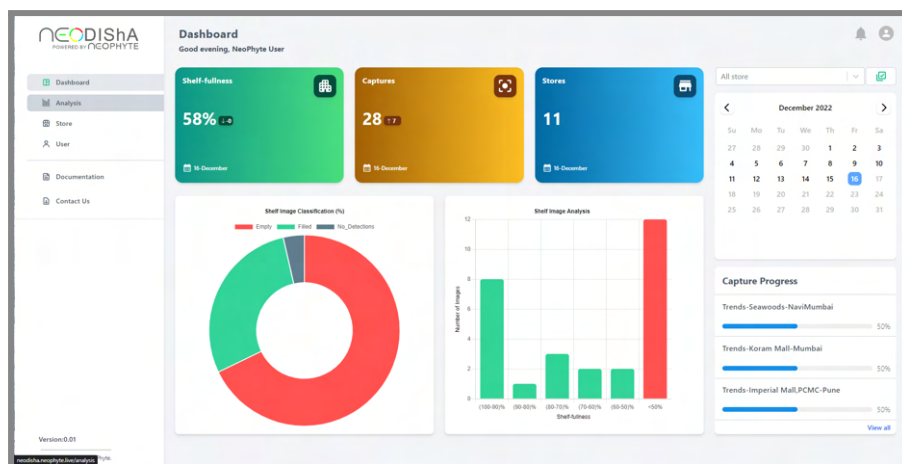 NEODISHA
POWERED BY NEOPHYTE
Dashboard
Analysis
Store
User
Documentation
Contact Us
Version:0.01
neodisha.neophyte.live/analysis
Dashboard
Good evening, NeoPhyte User
Shelf-fullness
58%
16-December
Captures
28 ↑7
16-December
Stores
11
16-December
Shelf Image Classification (%)
Empty Filled No_Detections
Shelf Image Analysis
12
10
8
6
4
2
0
Number of Images
(100-90)% (90-80)% (80-70)% (70-60)% (60-50)% <50%
Shelf-fullness
All store
December 2022
Su Mo Tu We Th Fr Sa
27 28 29 30 1 2 3
4 5 6 7 8 9 10
11 12 13 14 15 16 17
18 19 20 21 22 23 24
25 26 27 28 29 30 31
Capture Progress
Trends-Seawoods-NaviMumbai
50%
Trends-Koram Mall-Mumbai
50%
Trends-Imperial Mall,PCMC-Pune
50%
View all